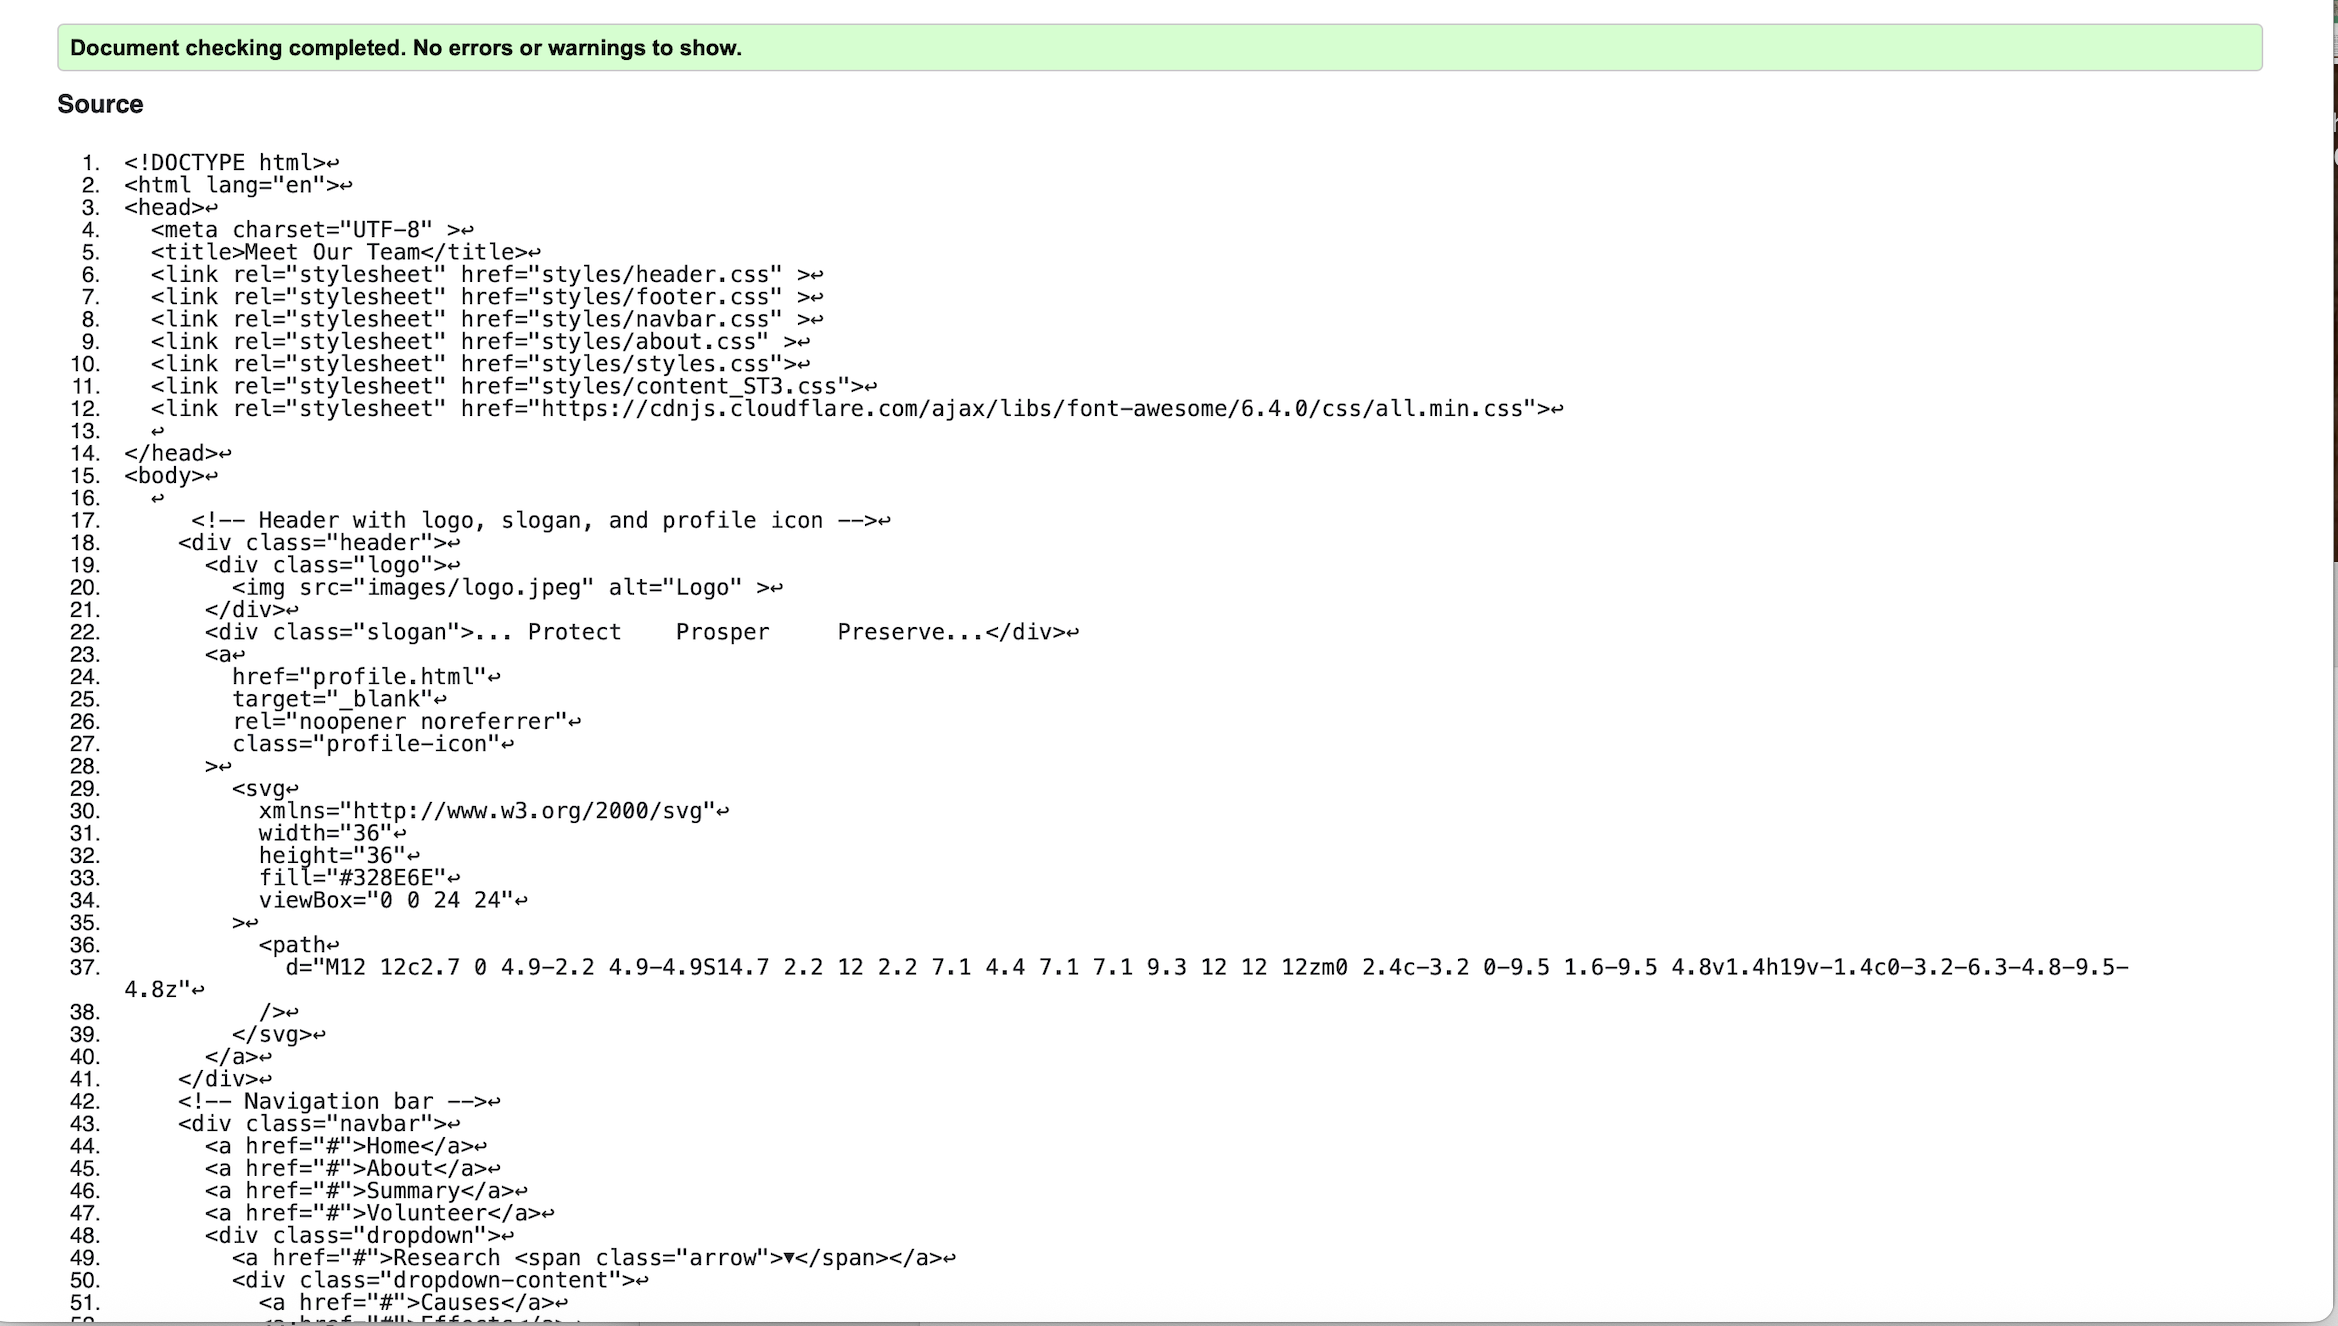 Document checking completed. No errors or warnings to show.
Source
1. <!DOCTYPE html>↩
2. <html lang="en">↩
3. <head>↩
4.   <meta charset="UTF-8" >↩
5.   <title>Meet Our Team</title>↩
6.   <link rel="stylesheet" href="styles/header.css" >↩
7.   <link rel="stylesheet" href="styles/footer.css" >↩
8.   <link rel="stylesheet" href="styles/navbar.css" >↩
9.   <link rel="stylesheet" href="styles/about.css" >↩
10.   <link rel="stylesheet" href="styles/styles.css">↩
11.   <link rel="stylesheet" href="styles/content_ST3.css">↩
12.   <link rel="stylesheet" href="https://cdnjs.cloudflare.com/ajax/libs/font-awesome/6.4.0/css/all.min.css">↩
13.   ↩
14. </head>↩
15. <body>↩
16.   ↩
17.      <!-- Header with logo, slogan, and profile icon -->↩
18.     <div class="header">↩
19.       <div class="logo">↩
20.         <img src="images/logo.jpeg" alt="Logo" >↩
21.       </div>↩
22.       <div class="slogan">... Protect    Prosper     Preserve...</div>↩
23.       <a↩
24.         href="profile.html"↩
25.         target="_blank"↩
26.         rel="noopener noreferrer"↩
27.         class="profile-icon"↩
28.       >↩
29.         <svg↩
30.           xmlns="http://www.w3.org/2000/svg"↩
31.           width="36"↩
32.           height="36"↩
33.           fill="#328E6E"↩
34.           viewBox="0 0 24 24"↩
35.         >↩
36.           <path↩
37.             d="M12 12c2.7 0 4.9-2.2 4.9-4.9S14.7 2.2 12 2.2 7.1 4.4 7.1 7.1 9.3 12 12 12zm0 2.4c-3.2 0-9.5 1.6-9.5 4.8v1.4h19v-1.4c0-3.2-6.3-4.8-9.5-
4.8z"↩
38.           />↩
39.         </svg>↩
40.       </a>↩
41.     </div>↩
42.     <!-- Navigation bar -->↩
43.     <div class="navbar">↩
44.       <a href="#">Home</a>↩
45.       <a href="#">About</a>↩
46.       <a href="#">Summary</a>↩
47.       <a href="#">Volunteer</a>↩
48.       <div class="dropdown">↩
49.         <a href="#">Research <span class="arrow">▼</span></a>↩
50.         <div class="dropdown-content">↩
51.           <a href="#">Causes</a>↩